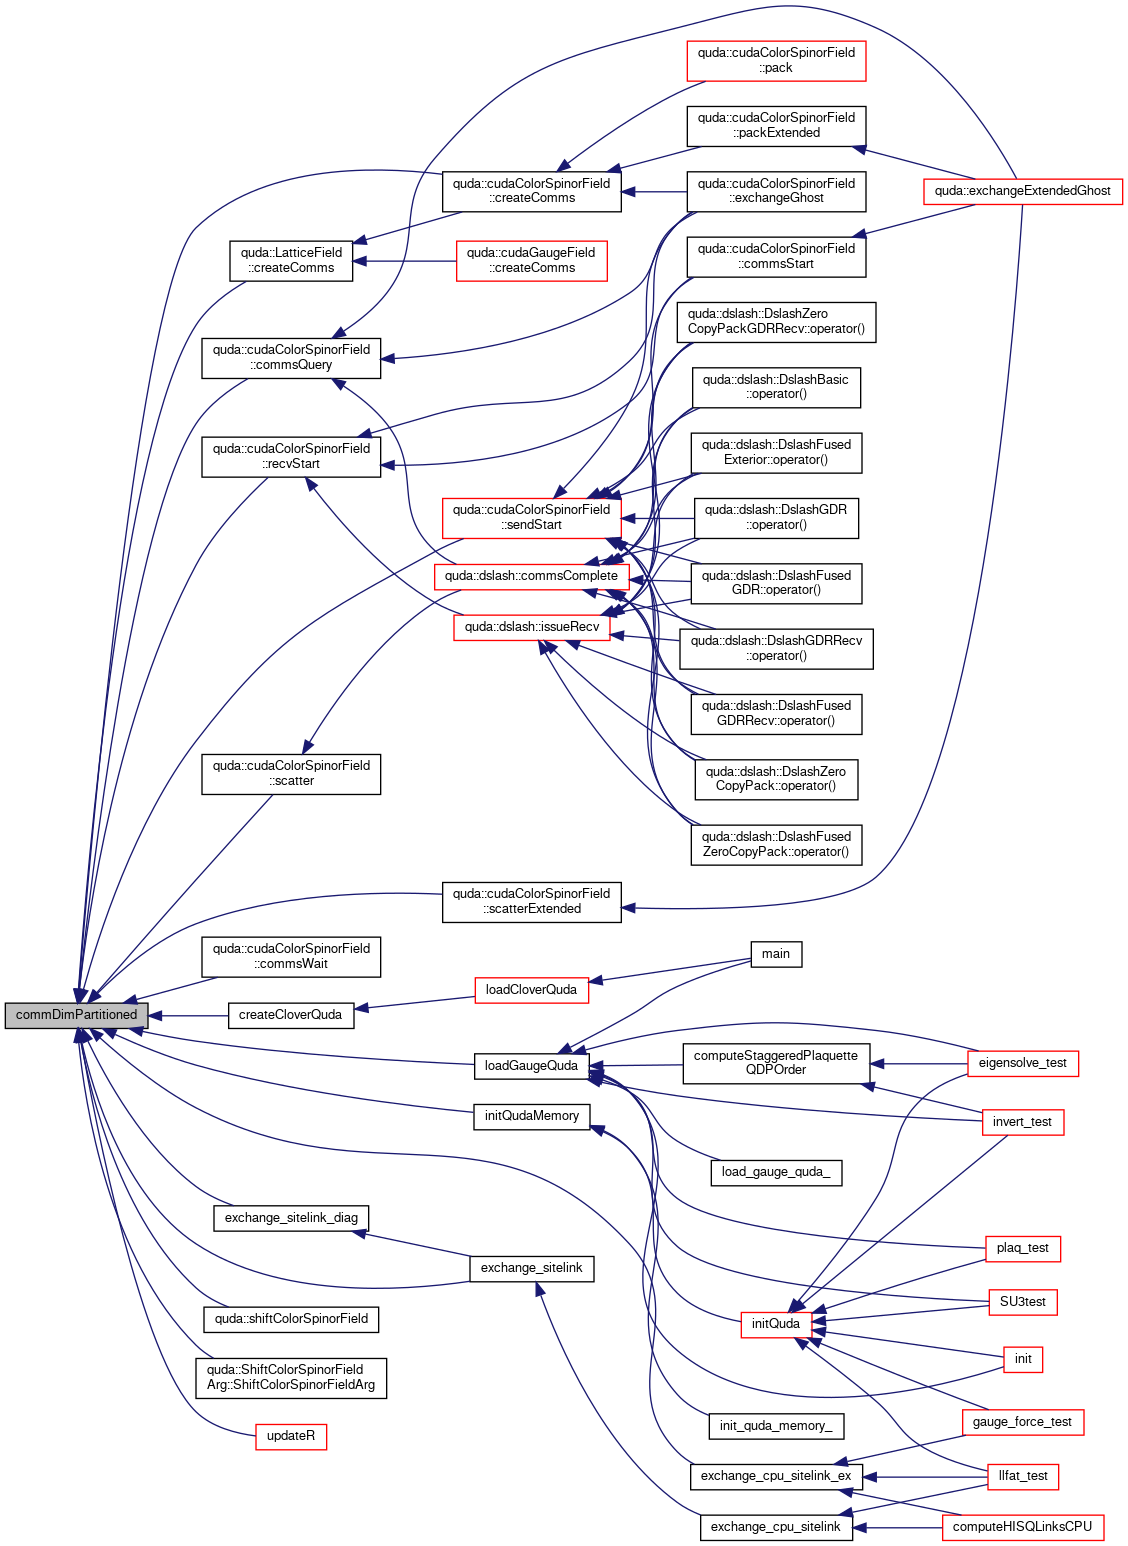 quda::cudaColorSpinorField
::pack
quda::cudaColorSpinorField
::packExtended
quda::cudaColorSpinorField
::createComms
quda::cudaColorSpinorField
::exchangeGhost
quda::exchangeExtendedGhost
quda::LatticeField
::createComms
quda::cudaGaugeField
::createComms
quda::cudaColorSpinorField
::commsStart
quda::dslash::DslashZero
CopyPackGDRRecv::operator()
quda::cudaColorSpinorField
::commsQuery
quda::dslash::DslashBasic
::operator()
quda::cudaColorSpinorField
::recvStart
quda::dslash::DslashFused
Exterior::operator()
quda::cudaColorSpinorField
::sendStart
quda::dslash::DslashGDR
::operator()
quda::dslash::commsComplete
quda::dslash::DslashFused
GDR::operator()
quda::dslash::issueRecv
quda::dslash::DslashGDRRecv
::operator()
quda::dslash::DslashFused
GDRRecv::operator()
quda::cudaColorSpinorField
::scatter
quda::dslash::DslashZero
CopyPack::operator()
quda::dslash::DslashFused
ZeroCopyPack::operator()
quda::cudaColorSpinorField
::scatterExtended
quda::cudaColorSpinorField
::commsWait
main
loadCloverQuda
commDimPartitioned
createCloverQuda
loadGaugeQuda
computeStaggeredPlaquette
QDPOrder
eigensolve_test
initQudaMemory
invert_test
load_gauge_quda_
exchange_sitelink_diag
plaq_test
exchange_sitelink
SU3test
quda::shiftColorSpinorField
initQuda
init
quda::ShiftColorSpinorField
Arg::ShiftColorSpinorFieldArg
gauge_force_test
init_quda_memory_
updateR
exchange_cpu_sitelink_ex
llfat_test
exchange_cpu_sitelink
computeHISQLinksCPU